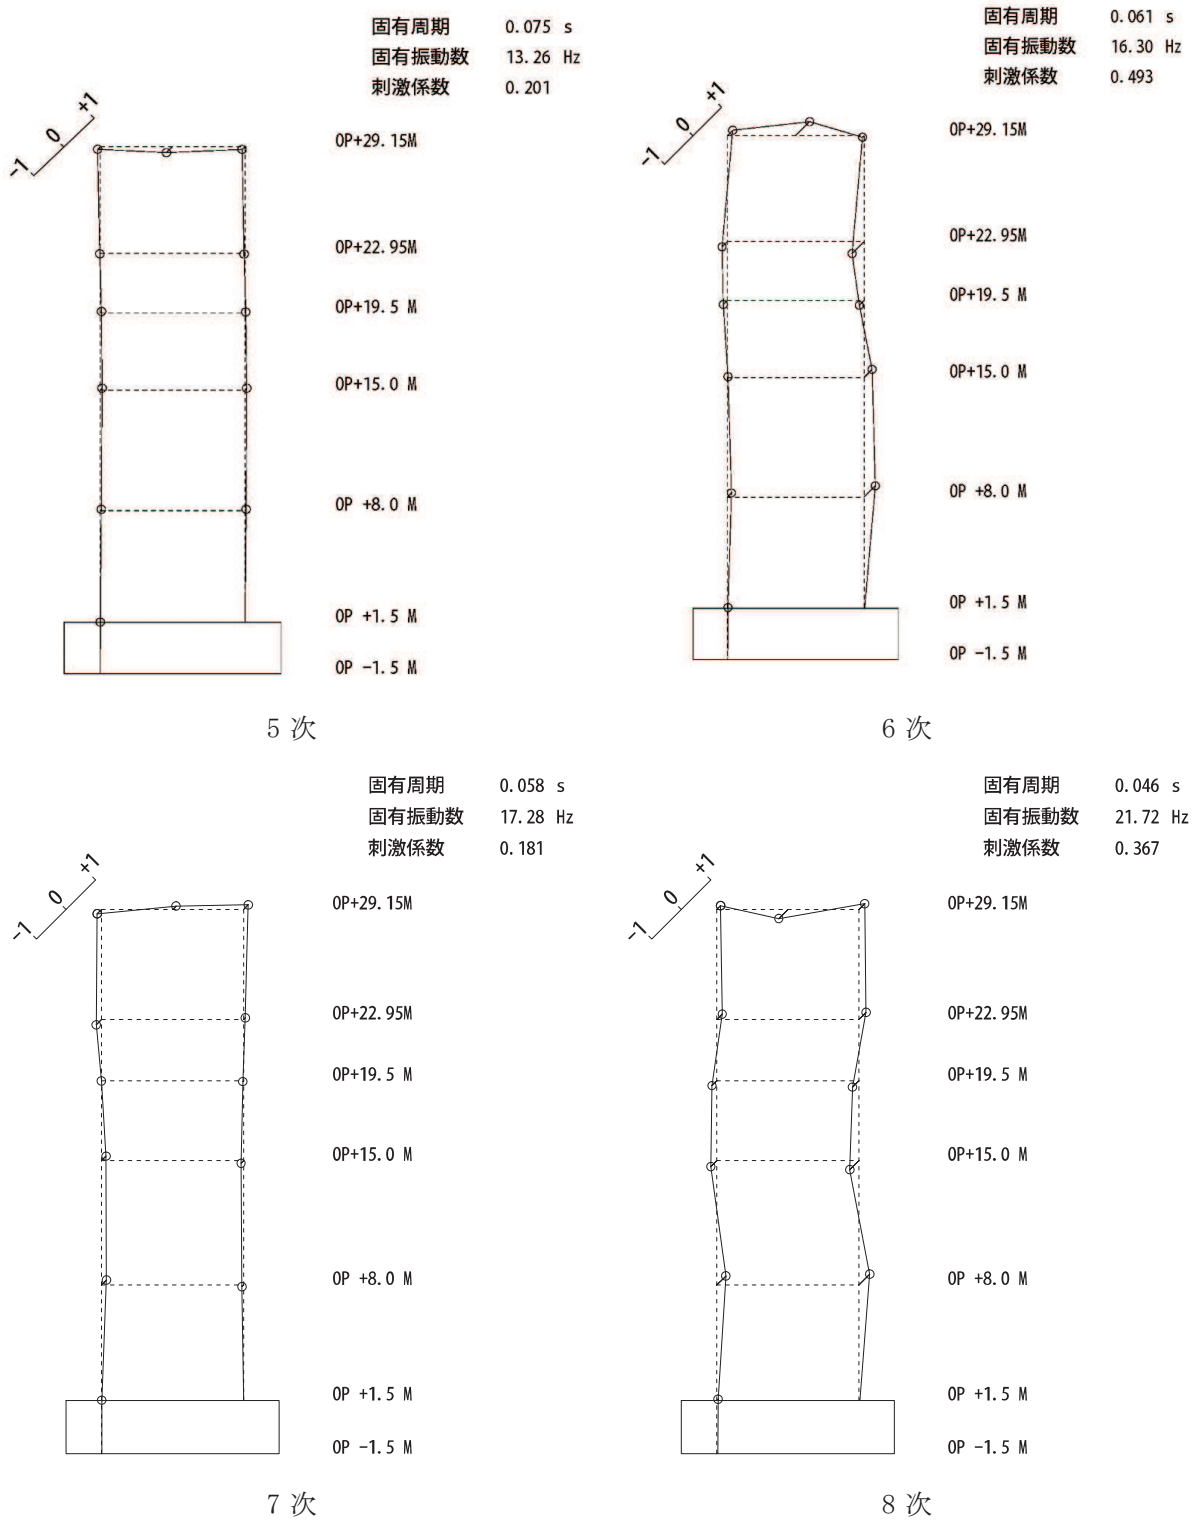 固有周期 0.075 s
固有振動数 13.26 Hz
刺激係数 0.201
-1 0 +1
OP+29.15M
OP+22.95M
OP+19.5 M
OP+15.0 M
OP +8.0 M
OP +1.5 M
OP -1.5 M
5次
固有周期 0.061 s
固有振動数 16.30 Hz
刺激係数 0.493
-1 0 +1
OP+29.15M
OP+22.95M
OP+19.5 M
OP+15.0 M
OP +8.0 M
OP +1.5 M
OP -1.5 M
6次
固有周期 0.058 s
固有振動数 17.28 Hz
刺激係数 0.181
-1 0 +1
OP+29.15M
OP+22.95M
OP+19.5 M
OP+15.0 M
OP +8.0 M
OP +1.5 M
OP -1.5 M
7次
固有周期 0.046 s
固有振動数 21.72 Hz
刺激係数 0.367
-1 0 +1
OP+29.15M
OP+22.95M
OP+19.5 M
OP+15.0 M
OP +8.0 M
OP +1.5 M
OP -1.5 M
8次